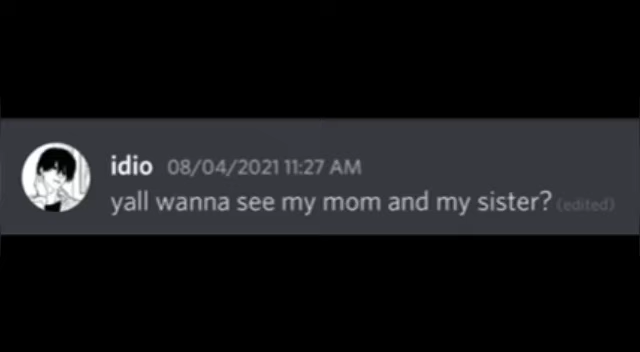 idio 08/04/2021 11:27 AM
yall wanna see my mom and my sister? (edited)